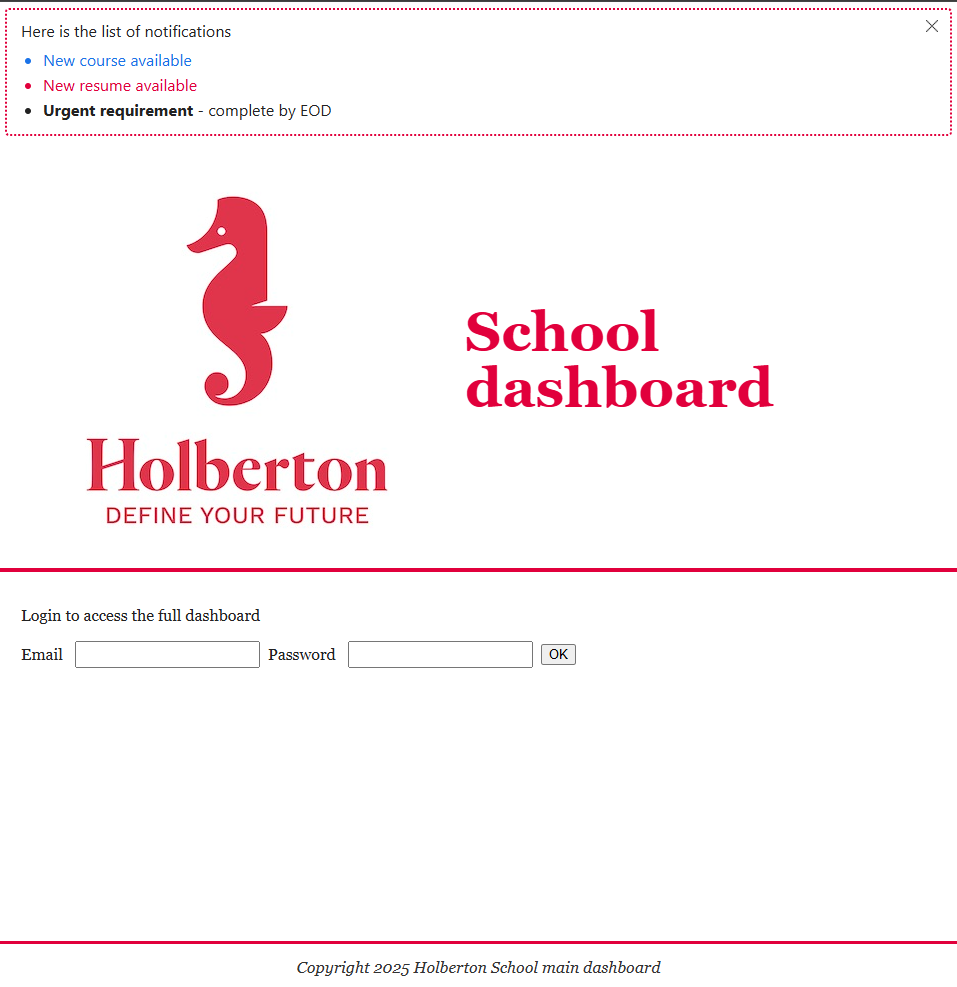 Here is the list of notifications
New course available
New resume available
Urgent requirement - complete by EOD
Holberton
DEFINE YOUR FUTURE
School
dashboard
Login to access the full dashboard
Email Password OK
Copyright 2025 Holberton School main dashboard